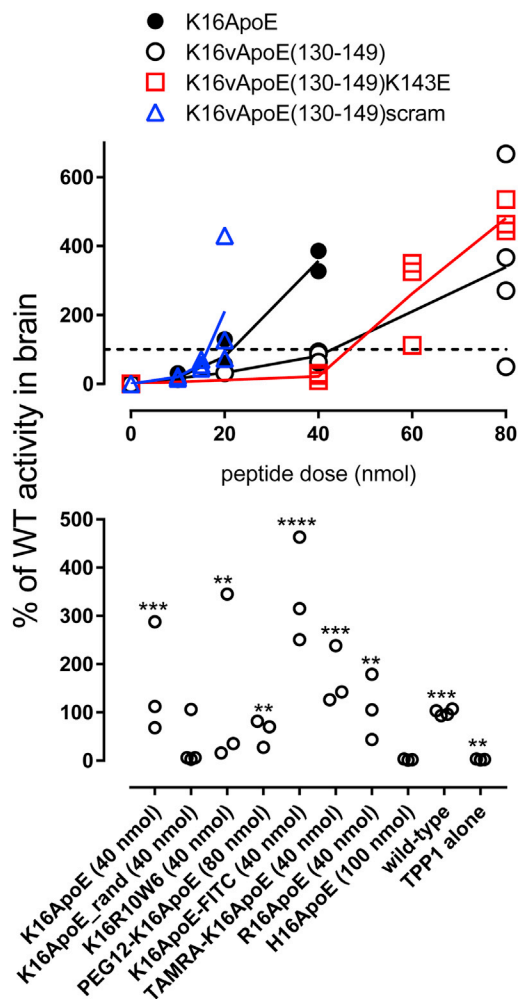 K16ApoE
K16vApoE(130-149)
K16vApoE(130-149)K143E
K16vApoE(130-149)scram
% of WT activity in brain
600
400
200
0
0 20 40 60 80
peptide dose (nmol)
500
400
300
200
100
0
*** ** ** **** *** ** *** **
K16ApoE (40 nmol)
K16ApoE_rand (40 nmol)
K16R10W6 (40 nmol)
PEG12-K16ApoE (80 nmol)
K16ApoE-FITC (40 nmol)
TAMRA-K16ApoE (40 nmol)
R16ApoE (40 nmol)
H16ApoE (100 nmol)
wild-type
TPP1 alone